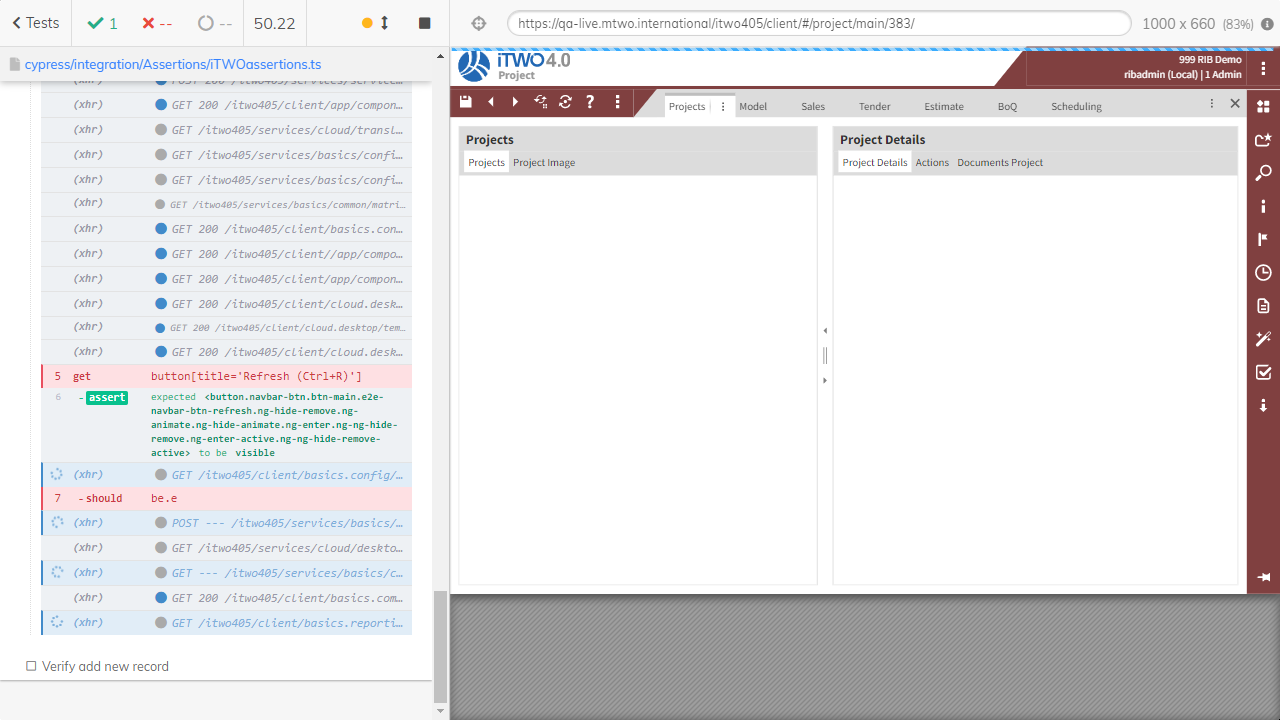 Tests
1
--
--
50.22
https://qa-live.mtwo.international/itwo405/client/#/project/main/383/
1000 x 660 (83%)
cypress/integration/Assertions/iTWOassertions.ts
(xhr) GET 200 /itwo405/client/app/compon…
(xhr) GET /itwo405/services/cloud/transl…
(xhr) GET /itwo405/services/basics/confi…
(xhr) GET /itwo405/services/basics/confi…
(xhr) GET /itwo405/services/basics/common/matri…
(xhr) GET 200 /itwo405/client/basics.con…
(xhr) GET 200 /itwo405/client//app/compo…
(xhr) GET 200 /itwo405/client/app/compon…
(xhr) GET 200 /itwo405/client/cloud.desk…
(xhr) GET 200 /itwo405/client/cloud.desktop/tem…
(xhr) GET 200 /itwo405/client/cloud.desk…
5 get button[title='Refresh (Ctrl+R)']
6 -assert expected <button.navbar-btn.btn-main.e2e-
navbar-btn-refresh.ng-hide-remove.ng-
animate.ng-hide-animate.ng-enter.ng-ng-hide-
remove.ng-enter-active.ng-ng-hide-remove-
active> to be visible
(xhr) GET /itwo405/client/basics.config/…
7 -should be.e
(xhr) POST --- /itwo405/services/basics/…
(xhr) GET /itwo405/services/cloud/deskto…
(xhr) GET --- /itwo405/services/basics/c…
(xhr) GET 200 /itwo405/client/basics.com…
(xhr) GET /itwo405/client/basics.reporti…
Verify add new record
iTWO 4.0
Project
999 RIB Demo
ribadmin (Local) | 1 Admin
Projects Model Sales Tender Estimate BoQ Scheduling
Projects
Projects Project Image
Project Details
Project Details Actions Documents Project